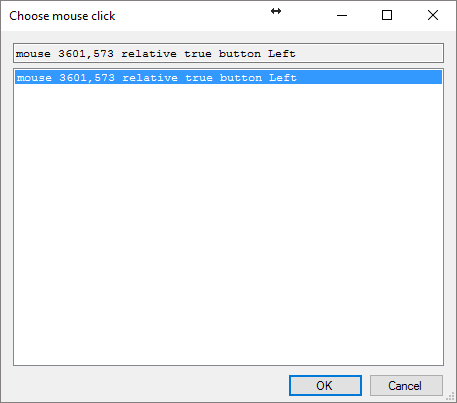 Choose mouse click
mouse 3601,573 relative true button Left
mouse 3601,573 relative true button Left
OK
Cancel